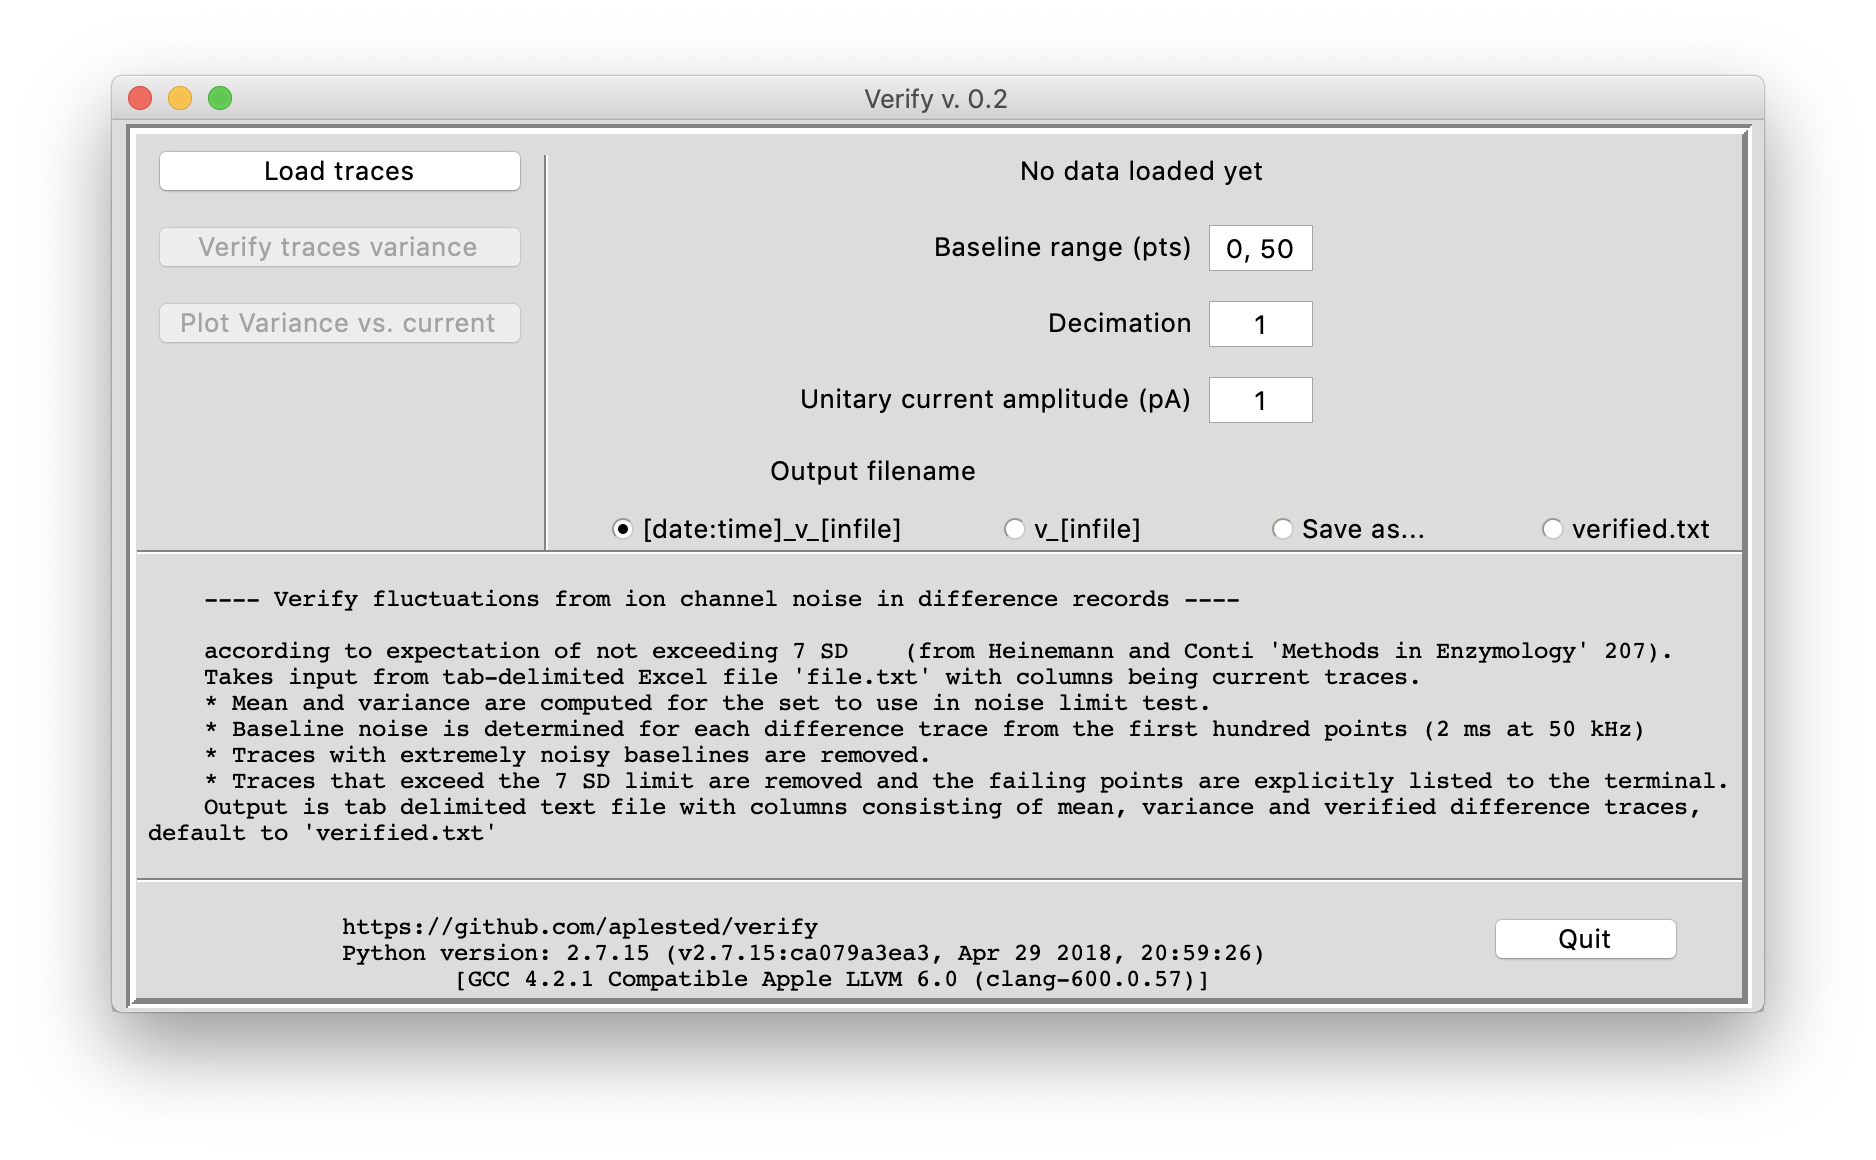 Verify v. 0.2
Load traces
No data loaded yet
Verify traces variance
Baseline range (pts) 0, 50
Plot Variance vs. current
Decimation 1
Unitary current amplitude (pA) 1
Output filename
[date:time]_v_[infile] v_[infile] Save as... verified.txt
---- Verify fluctuations from ion channel noise in difference records ----
according to expectation of not exceeding 7 SD    (from Heinemann and Conti 'Methods in Enzymology' 207).
Takes input from tab-delimited Excel file 'file.txt' with columns being current traces.
* Mean and variance are computed for the set to use in noise limit test.
* Baseline noise is determined for each difference trace from the first hundred points (2 ms at 50 kHz)
* Traces with extremely noisy baselines are removed.
* Traces that exceed the 7 SD limit are removed and the failing points are explicitly listed to the terminal.
Output is tab delimited text file with columns consisting of mean, variance and verified difference traces,
default to 'verified.txt'
https://github.com/aplested/verify
Python version: 2.7.15 (v2.7.15:ca079a3ea3, Apr 29 2018, 20:59:26)
[GCC 4.2.1 Compatible Apple LLVM 6.0 (clang-600.0.57)]
Quit